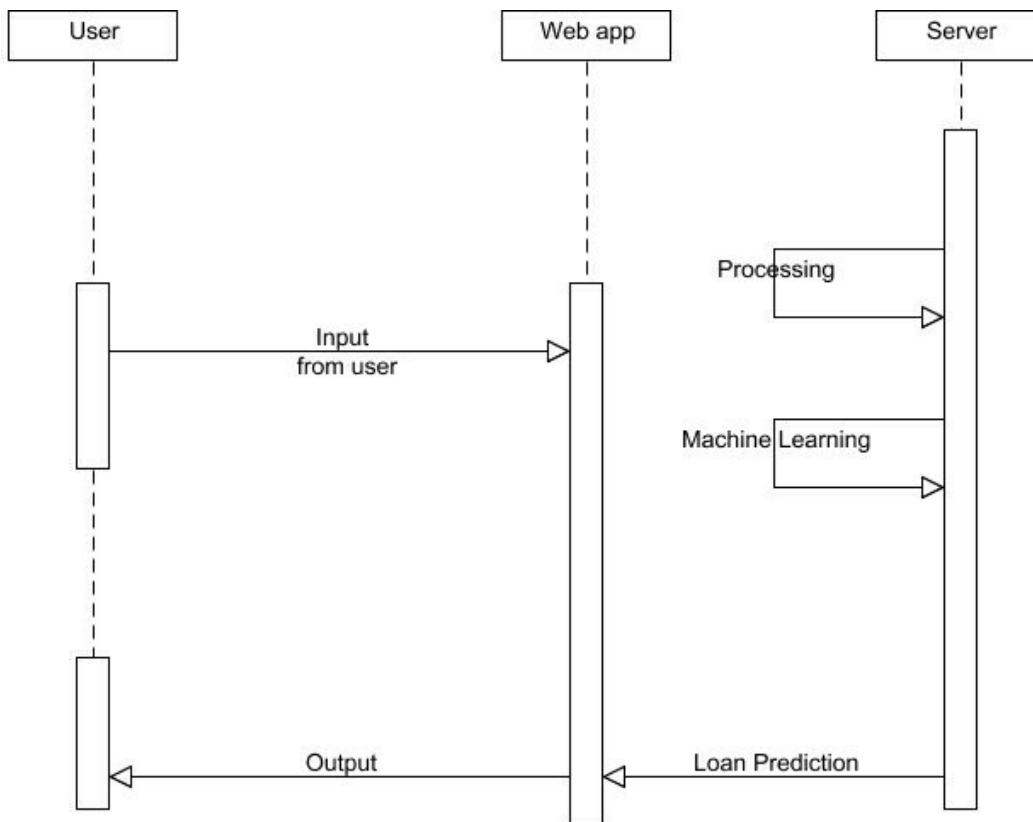 User
Web app
Server
Processing
Input
from user
Machine Learning
Output
Loan Prediction